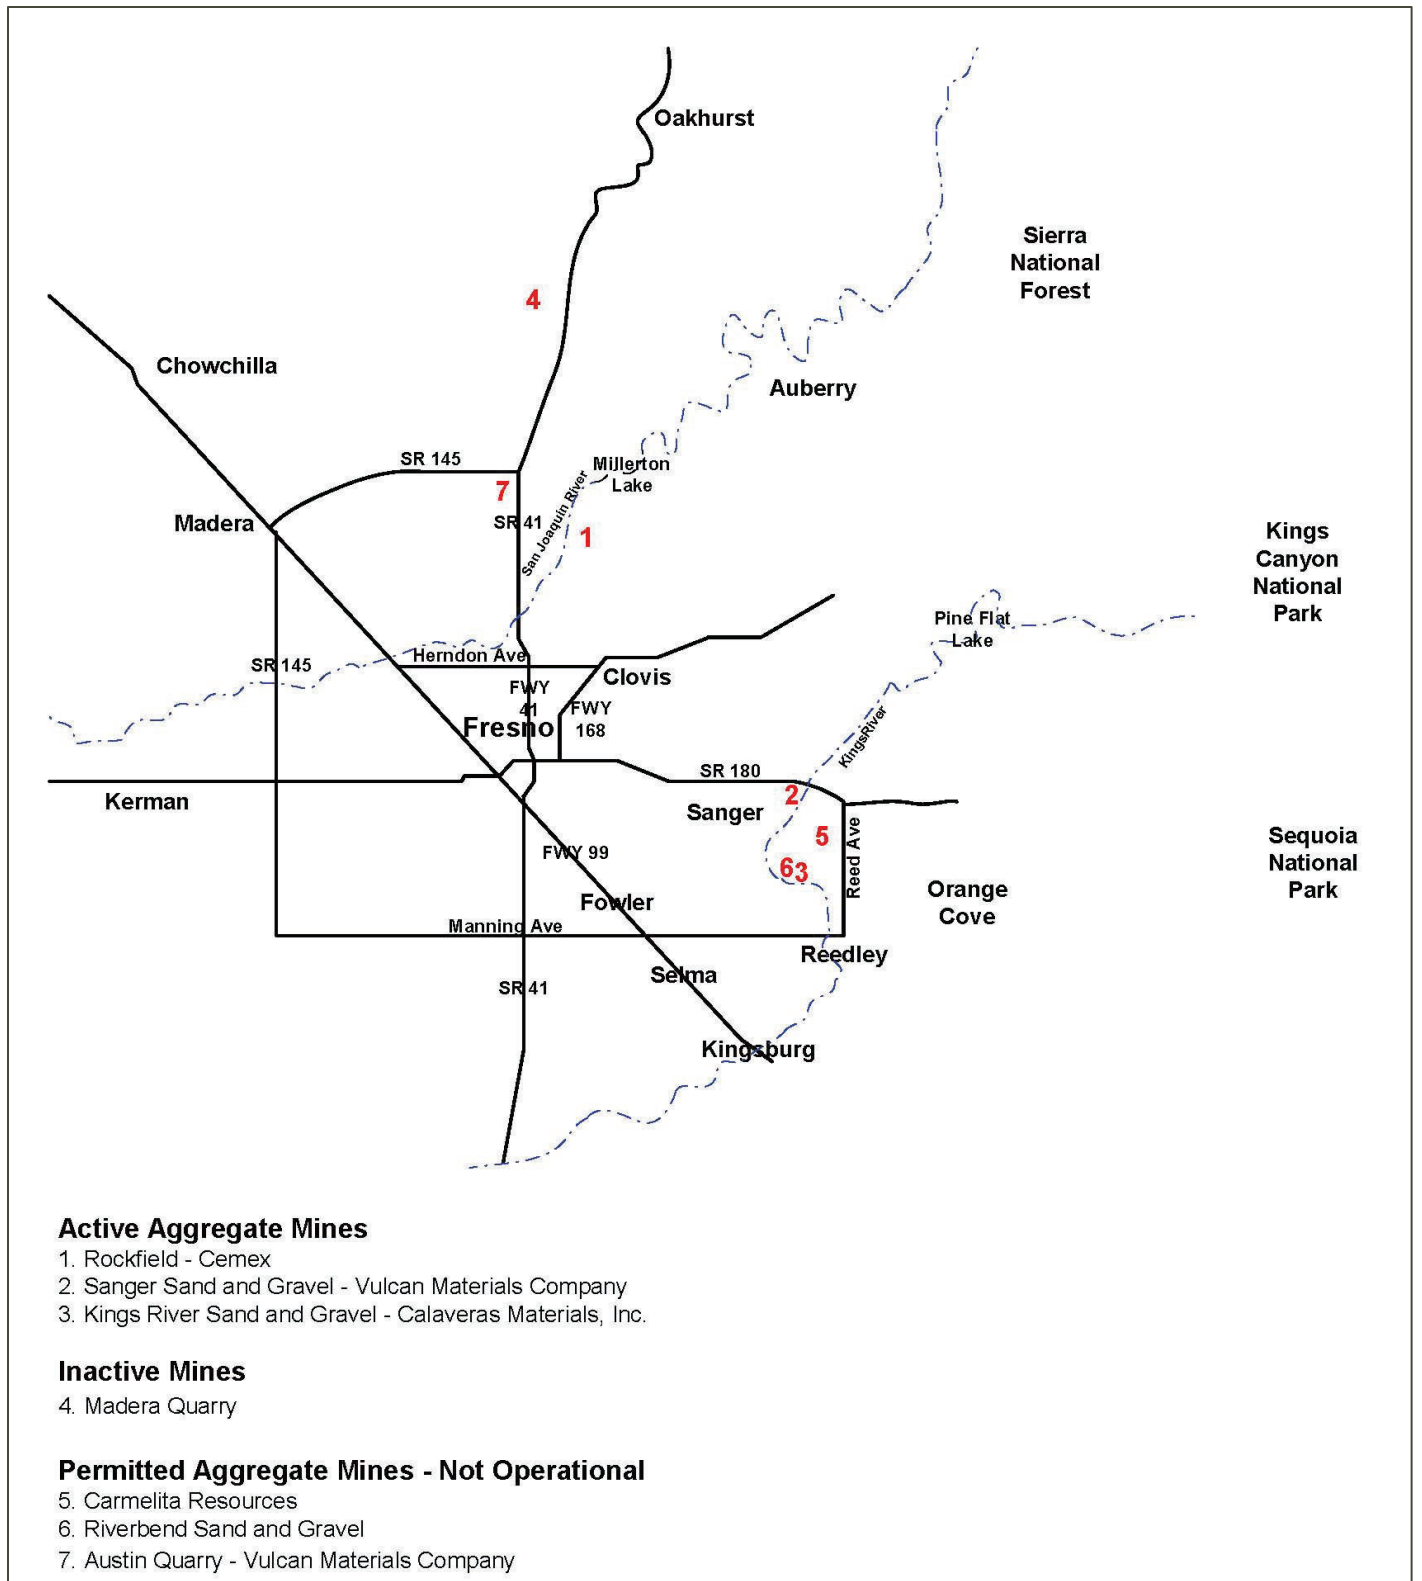 Oakhurst
Sierra
National
Forest
4
Chowchilla
Auberry
SR 145
Millerton
Lake
7
San Joaquin River
Madera
SR 41
1
Kings
Canyon
National
Park
Pine Flat
Lake
Herndon Ave
SR 145
Clovis
FWY
41
FWY
168
Fresno
KingsRiver
SR 180
2
Kerman
Sanger
5
Reed Ave
Sequoia
National
Park
FWY 99
63
Orange
Cove
Fowler
Manning Ave
Reedley
Selma
SR 41
Kingsburg
Active Aggregate Mines
1. Rockfield - Cemex
2. Sanger Sand and Gravel - Vulcan Materials Company
3. Kings River Sand and Gravel - Calaveras Materials, Inc.
Inactive Mines
4. Madera Quarry
Permitted Aggregate Mines - Not Operational
5. Carmelita Resources
6. Riverbend Sand and Gravel
7. Austin Quarry - Vulcan Materials Company